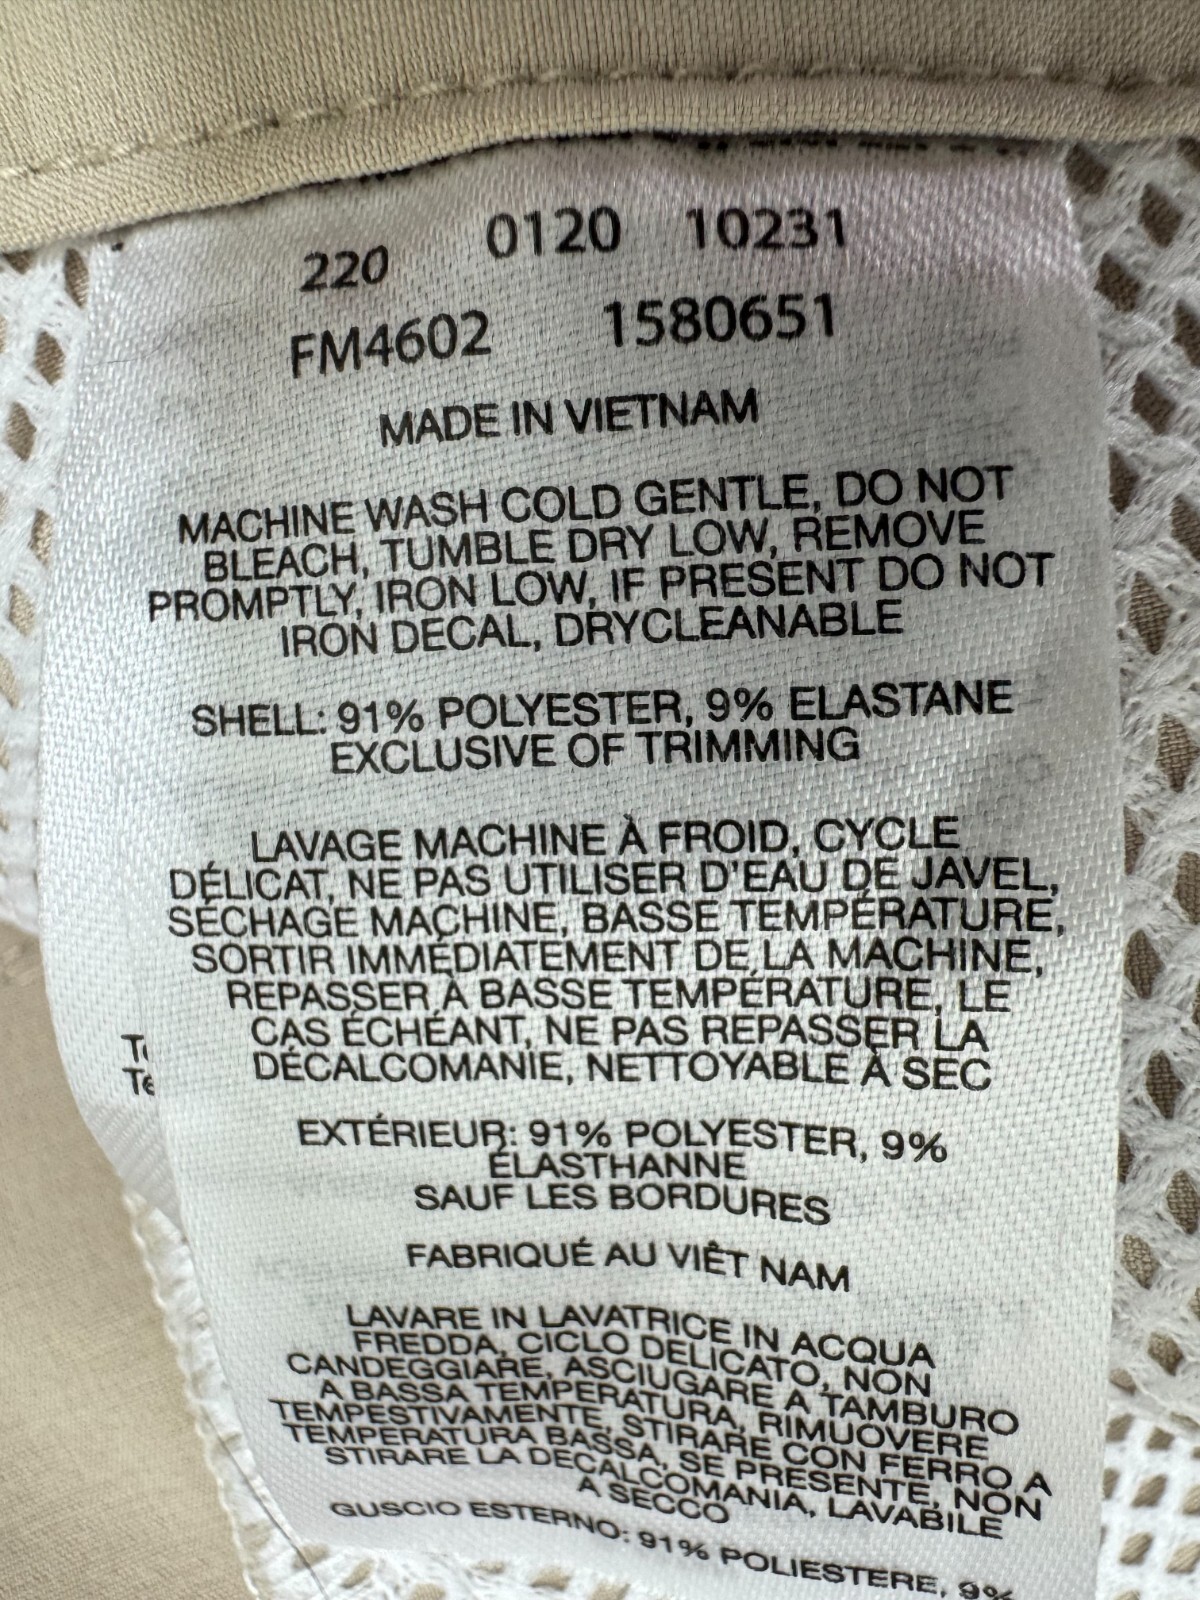 220 0120 10231
FM4602 1580651
MADE IN VIETNAM
MACHINE WASH COLD GENTLE, DO NOT
BLEACH, TUMBLE DRY LOW, REMOVE
PROMPTLY, IRON LOW, IF PRESENT DO NOT
IRON DECAL, DRYCLEANABLE
SHELL: 91% POLYESTER, 9% ELASTANE
EXCLUSIVE OF TRIMMING
LAVAGE MACHINE À FROID, CYCLE
DÉLICAT, NE PAS UTILISER D'EAU DE JAVEL,
SÉCHAGE MACHINE, BASSE TEMPÉRATURE,
SORTIR IMMÉDIATEMENT DE LA MACHINE,
REPASSER À BASSE TEMPÉRATURE, LE
CAS ÉCHÉANT, NE PAS REPASSER LA
DÉCALCOMANIE, NETTOYABLE À SEC
EXTÉRIEUR: 91% POLYESTER, 9%
ÉLASTHANNE
SAUF LES BORDURES
FABRIQUÉ AU VIÊT NAM
LAVARE IN LAVATRICE IN ACQUA
FREDDA, CICLO DELICATO, NON
CANDEGGIARE, ASCIUGARE A TAMBURO
A BASSA TEMPERATURA, RIMUOVERE
TEMPESTIVAMENTE, STIRARE CON FERRO A
TEMPERATURA BASSA, SE PRESENTE, NON
STIRARE LA DECALCOMANIA, LAVABILE
A SECCO
GUSCIO ESTERNO: 91% POLIESTERE, 9%